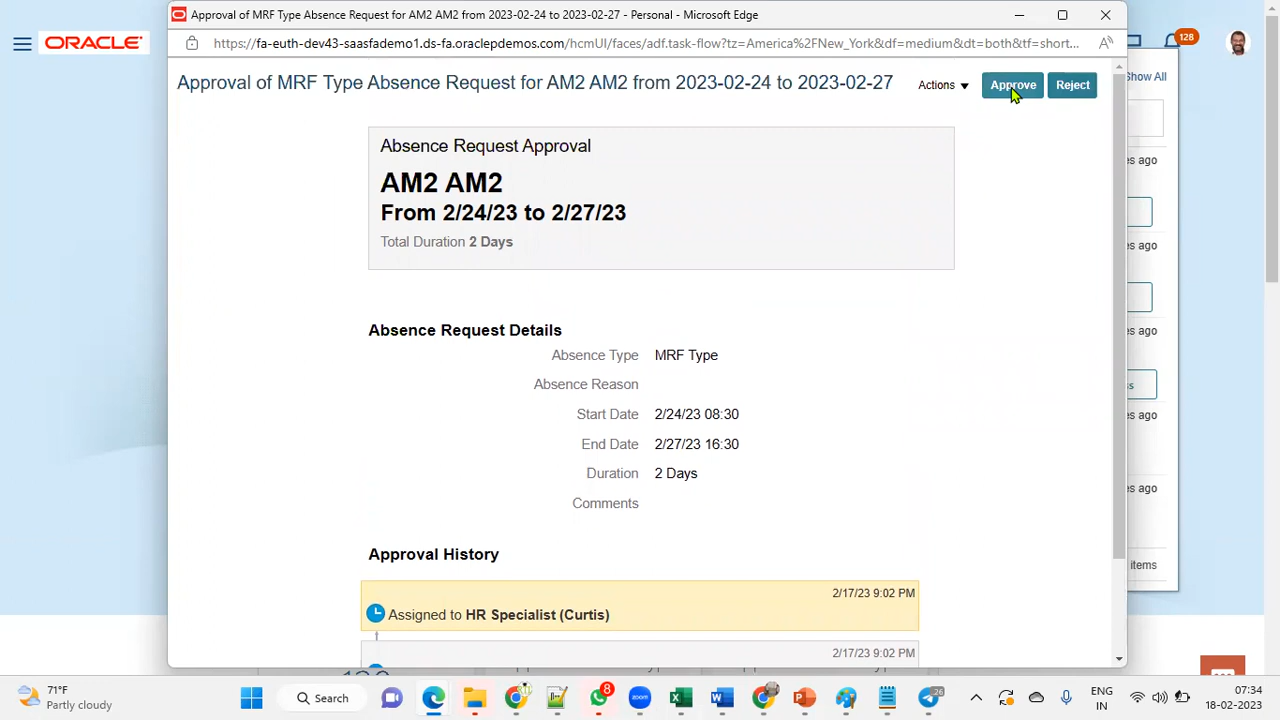 Approval of MRF Type Absence Request for AM2 AM2 from 2023-02-24 to 2023-02-27 - Personal - Microsoft Edge
https://fa-euth-dev43-saasfademo1.ds-fa.oraclepdemos.com/hcmUI/faces/adf.task-flow?tz=America%2FNew_York&df=medium&dt=both&tf=short...
ORACLE
128
Approval of MRF Type Absence Request for AM2 AM2 from 2023-02-24 to 2023-02-27
Actions
Approve
Reject
Show All
Absence Request Approval
AM2 AM2
From 2/24/23 to 2/27/23
Total Duration 2 Days
es ago
es ago
es ago
es ago
es ago
items
Absence Request Details
Absence Type MRF Type
Absence Reason
Start Date 2/24/23 08:30
End Date 2/27/23 16:30
Duration 2 Days
Comments
Approval History
2/17/23 9:02 PM
Assigned to HR Specialist (Curtis)
2/17/23 9:02 PM
71°F
Partly cloudy
Search
8
zoom
26
ENG
IN
07:34
18-02-2023